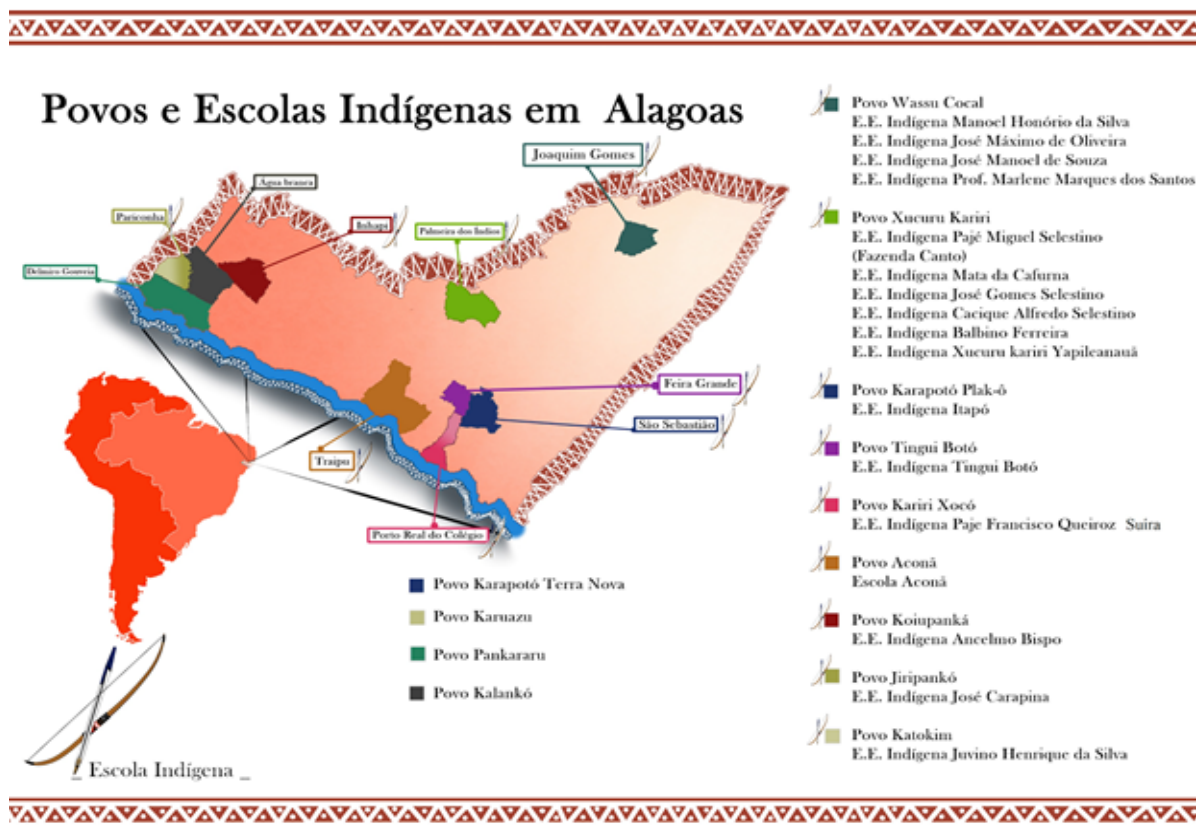 Povos e Escolas Indígenas em Alagoas
Joaquim Gomes
Água branca
Pariconha
Inhapi
Palmeira dos Índios
Delmiro Gouveia
Feira Grande
São Sebastião
Traipu
Porto Real do Colégio
Povo Karapotó Terra Nova
Povo Karuazu
Povo Pankararu
Povo Kalankó
_ Escola Indígena _
Povo Wassu Cocal
E.E. Indígena Manoel Honório da Silva
E.E. Indígena José Máximo de Oliveira
E.E. Indígena José Manoel de Souza
E.E. Indígena Prof. Marlene Marques dos Santos
Povo Xucuru Kariri
E.E. Indígena Pajé Miguel Selestino
(Fazenda Canto)
E.E. Indígena Mata da Cafurna
E.E. Indígena José Gomes Selestino
E.E. Indígena Cacique Alfredo Selestino
E.E. Indígena Balbino Ferreira
E.E. Indígena Xucuru kariri Yapileanauã
Povo Karapotó Plak-ô
E.E. Indígena Itapó
Povo Tingui Botó
E.E. Indígena Tingui Botó
Povo Kariri Xocó
E.E. Indígena Paje Francisco Queiroz Suíra
Povo Aconã
Escola Aconã
Povo Koiupanká
E.E. Indígena Ancelmo Bispo
Povo Jiripankó
E.E. Indígena José Carapina
Povo Katokim
E.E. Indígena Juvino Henrique da Silva